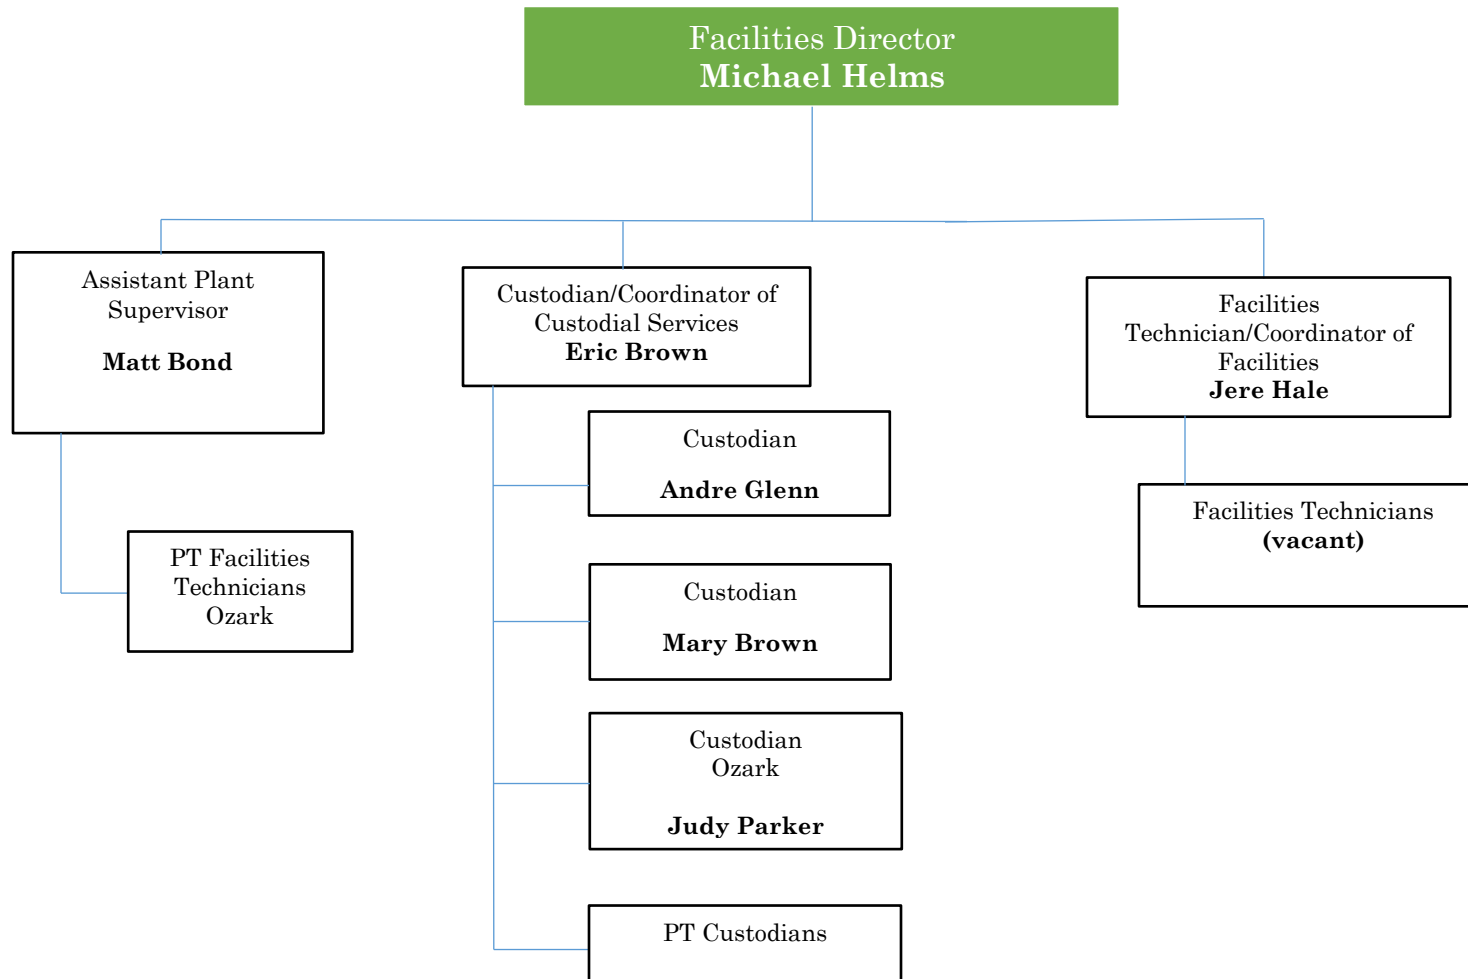 Facilities Director
Michael Helms
Assistant Plant
Supervisor
Matt Bond
PT Facilities
Technicians
Ozark
Custodian/Coordinator of
Custodial Services
Eric Brown
Custodian
Andre Glenn
Custodian
Mary Brown
Custodian
Ozark
Judy Parker
PT Custodians
Facilities
Technician/Coordinator of
Facilities
Jere Hale
Facilities Technicians
(vacant)